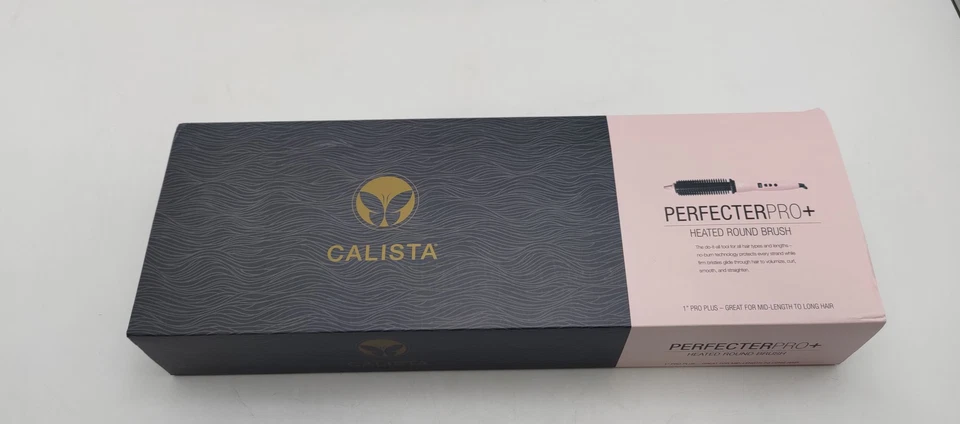 CALISTA
PERFECTERPRO+
HEATED ROUND BRUSH
The do-it-all tool for all hair types and lengths–
no-burn technology protects every strand while
firm bristles glide through hair to volumize, curl,
smooth, and straighten.
1" PRO PLUS – GREAT FOR MID-LENGTH TO LONG HAIR
PERFECTERPRO+
HEATED ROUND BRUSH